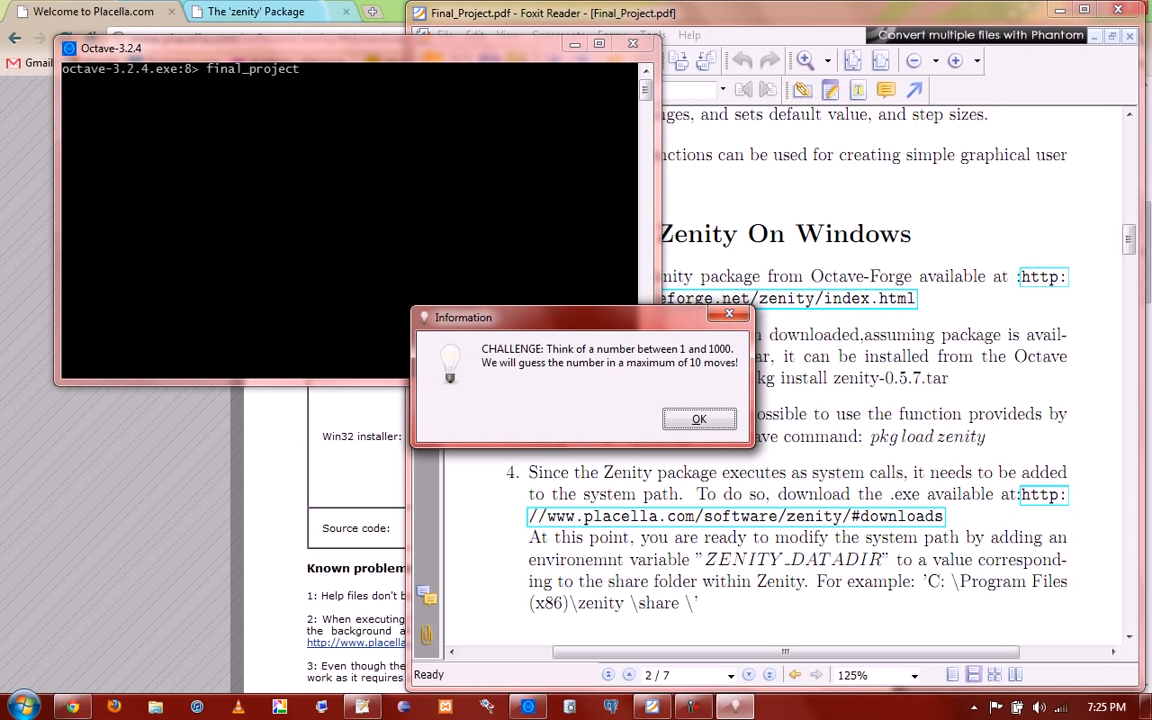 Welcome to Placella.com
The 'zenity' Package
Final_Project.pdf - Foxit Reader - [Final_Project.pdf]
Help
Convert multiple files with Phantom
Gmail
Octave-3.2.4
octave-3.2.4.exe:8> final_project
nges, and sets default value, and step sizes.
nctions can be used for creating simple graphical user
Zenity On Windows
nity package from Octave-Forge available at :http:
eforge.net/zenity/index.html
n downloaded,assuming package is avail-
ar, it can be installed from the Octave
kg install zenity-0.5.7.tar
ossible to use the function provideds by
ave command: pkg load zenity
4. Since the Zenity package executes as system calls, it needs to be added
to the system path. To do so, download the .exe available at:http:
//www.placella.com/software/zenity/#downloads
At this point, you are ready to modify the system path by adding an
environemnt variable "ZENITY_DATADIR" to a value correspond-
ing to the share folder within Zenity. For example: 'C: \Program Files
(x86)\zenity \share \'
Information
CHALLENGE: Think of a number between 1 and 1000.
We will guess the number in a maximum of 10 moves!
OK
Win32 installer:
Source code:
Known problem
1: Help files don't b
2: When executing
the background a
http://www.placella
3: Even though the
work as it requires
Ready
2 / 7
125%
7:25 PM